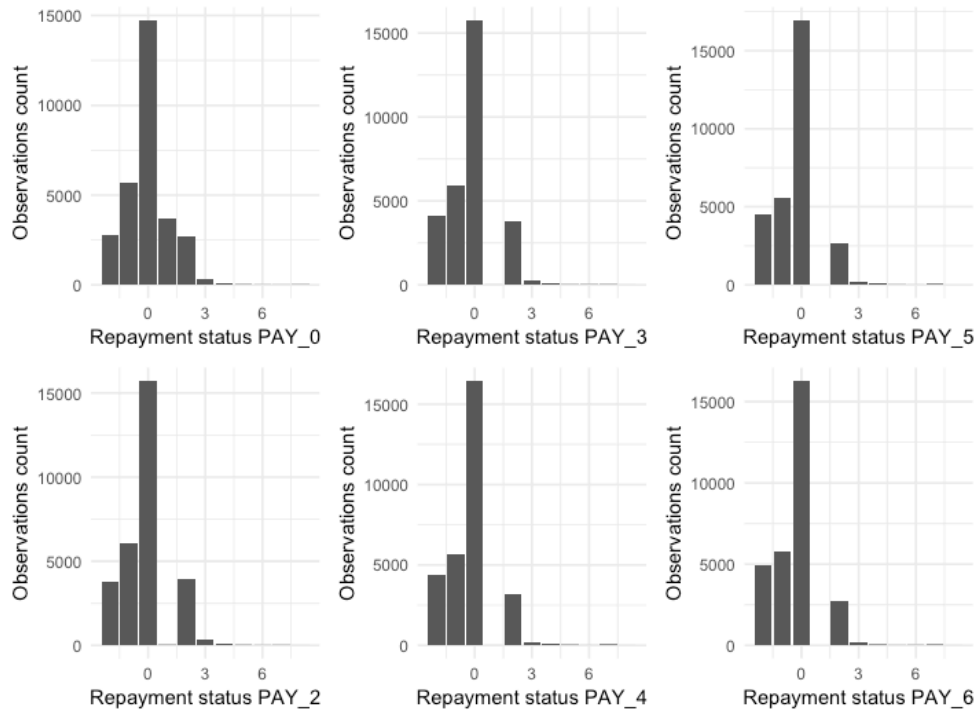 Observations count
15000
10000
5000
0
0 3 6
Repayment status PAY_0
Observations count
15000
10000
5000
0
0 3 6
Repayment status PAY_3
Observations count
15000
10000
5000
0
0 3 6
Repayment status PAY_5
Observations count
15000
10000
5000
0
0 3 6
Repayment status PAY_2
Observations count
15000
10000
5000
0
0 3 6
Repayment status PAY_4
Observations count
15000
10000
5000
0
0 3 6
Repayment status PAY_6